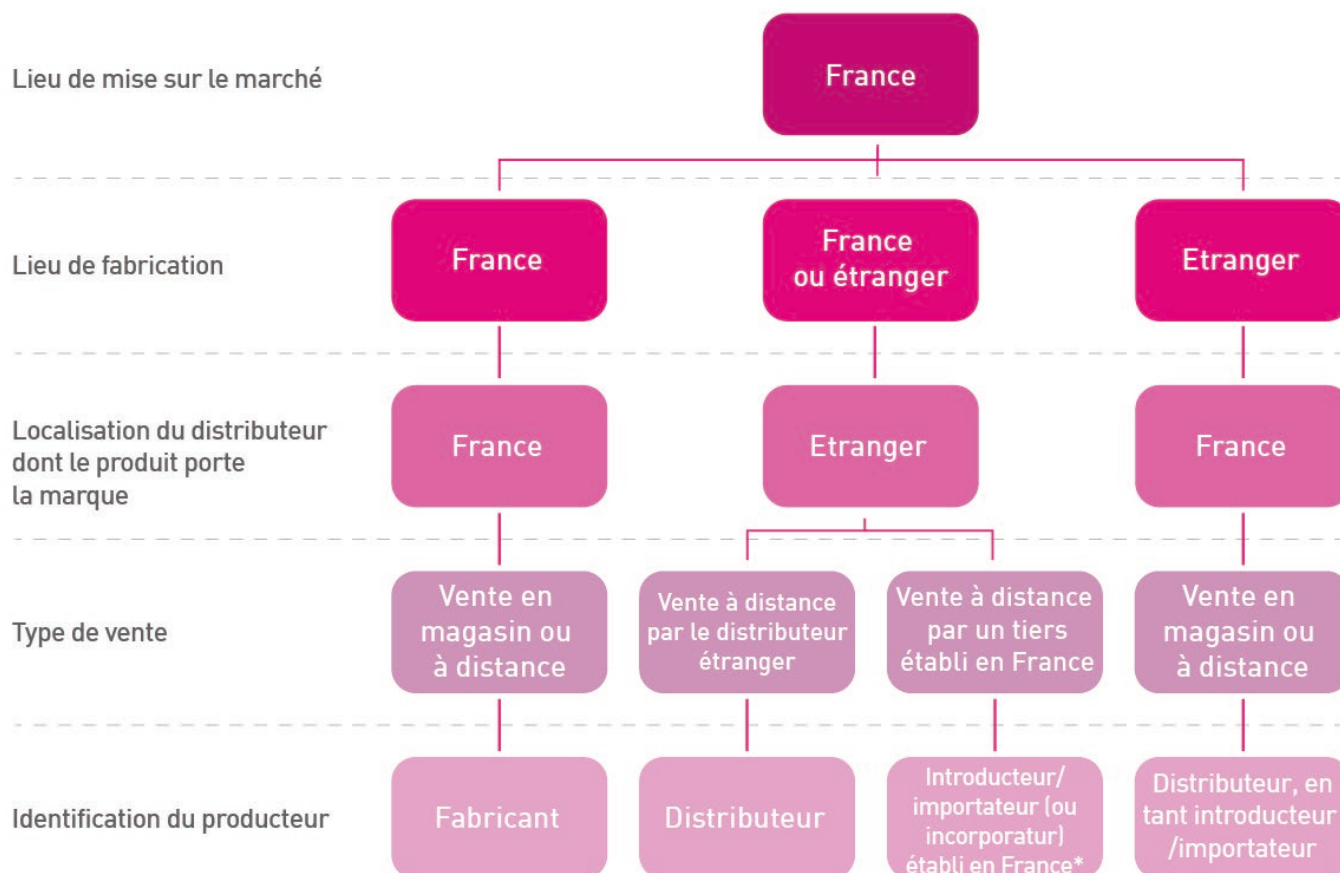 Lieu de mise sur le marché
France
Lieu de fabrication
France
France
ou étranger
Etranger
Localisation du distributeur
dont le produit porte
la marque
France
Etranger
France
Type de vente
Vente en
magasin ou
à distance
Vente à distance
par le distributeur
étranger
Vente à distance
par un tiers
établi en France
Vente en
magasin ou
à distance
Identification du producteur
Fabricant
Distributeur
Introducteur/
importateur (ou
incorporatur)
établi en France*
Distributeur, en
tant introducteur
/importateur